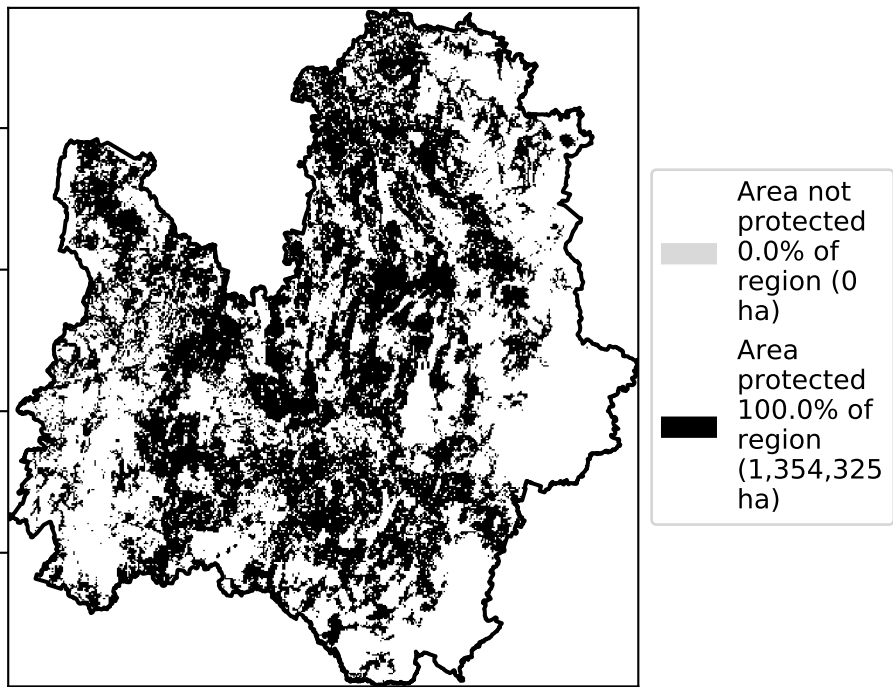 Area not
protected
0.0% of
region (0
ha)
Area
protected
100.0% of
region
(1,354,325
ha)